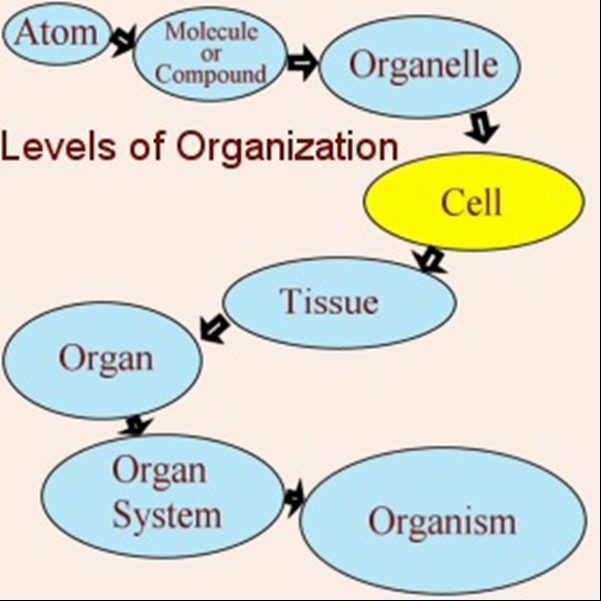 Atom
Molecule
or
Compound
Organelle
Levels of Organization
Cell
Tissue
Organ
Organ
System
Organism